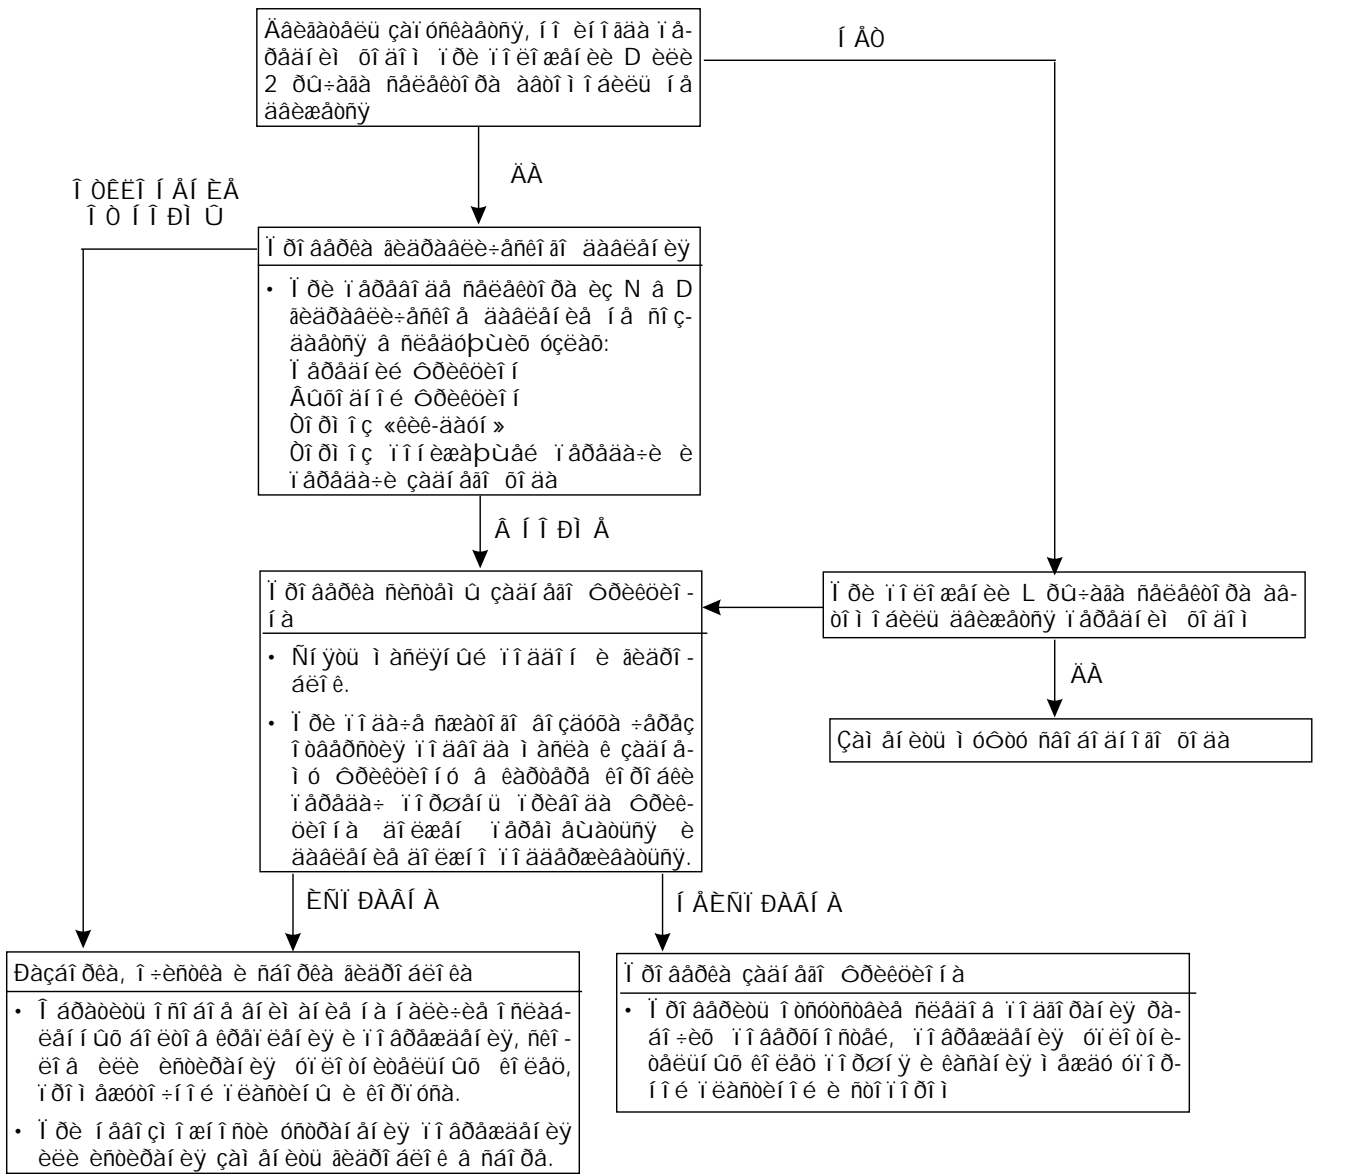 Äâèãàòåëü çàïóñêàåòñÿ, íî èíîãäà ïå-
ðåäíèì õîäîì ïðè ïîëîæåíèè D èëè
2 ðû÷àãà ñåëåêòîðà àâòîìîáèëü íå
äâèæåòñÿ
ÍÅÒ
ÄÀ
ÎÒÊËÎÍÅÍÈÅ
ÎÒ ÍÎÐÌÛ
Ïðîâåðêà ãèäðàâëè÷åñêîãî äàâëåíèÿ
• Ïðè ïåðåâîäå ñåëåêòîðà èç N â D
ãèäðàâëè÷åñêîå äàâëåíèå íå ñîç-
äàåòñÿ â ñëåäóþùèõ óçëàõ:
Ïåðåäíèé ôðèêöèîí
Âûõîäíîé ôðèêöèîí
Òîðìîç «êèê-äàóí»
Òîðìîç ïîíèæàþùåé ïåðåäà÷è è
ïåðåäà÷è çàäíåãî õîäà
Â ÍÎÐÌÅ
Ïðîâåðêà ñèñòåìû çàäíåãî ôðèêöèî-
íà
• Ñíÿòü ìàñëÿíûé ïîääîí è ãèäðî-
áëîê.
• Ïðè ïîäà÷å ñæàòîãî âîçäóõà ÷åðåç
îòâåðñòèÿ ïîäâîäà ìàñëà ê çàäíå-
ìó ôðèêöèîíó â êàðòåðå êîðîáêè
ïåðåäà÷ ïîðøåíü ïðèâîäà ôðèê-
öèîíà äîëæåí ïåðåìåùàòüñÿ è
äàâëåíèå äîëæíî ïîääåðæèâàòüñÿ.
Ïðè ïîëîæåíèè L ðû÷àãà ñåëåêòîðà àâ-
òîìîáèëü äâèæåòñÿ ïåðåäíèì õîäîì
ÄÀ
Çàìåíèòü ìóôòó ñâîáîäíîãî õîäà
ÈÑÏÐÀÂÍÀ
ÍÅÈÑÏÐÀÂÍÀ
Ðàçáîðêà, î÷èñòêà è ñáîðêà ãèäðîáëîêà
• Îáðàòèòü îñîáîå âíèìàíèå íà íàëè÷èå îñëàá-
ëåííûõ áîëòîâ êðåïëåíèÿ è ïîâðåæäåíèÿ, ñêî-
ëîâ èëè èñòèðàíèÿ óïëîòíèòåëüíûõ êîëåö,
ïðîìåæóòî÷íîé ïëàñòèíû è êîðïóñà.
• Ïðè íåâîçìîæíîñòè óñòðàíåíèÿ ïîâðåæäåíèÿ
èëè èñòèðàíèÿ çàìåíèòü ãèäðîáëîê â ñáîðå.
Ïðîâåðêà çàäíåãî ôðèêöèîíà
• Ïðîâåðèòü îòñóòñòâèå ñëåäîâ ïîäãîðàíèÿ ðà-
áî÷èõ ïîâåðõíîñòåé, ïîâðåæäåíèÿ óïëîòíè-
òåëüíûõ êîëåö ïîðøíÿ è êàñàíèÿ ìåæäó óïîð-
íîé ïëàñòèíîé è ñòîïîðîì